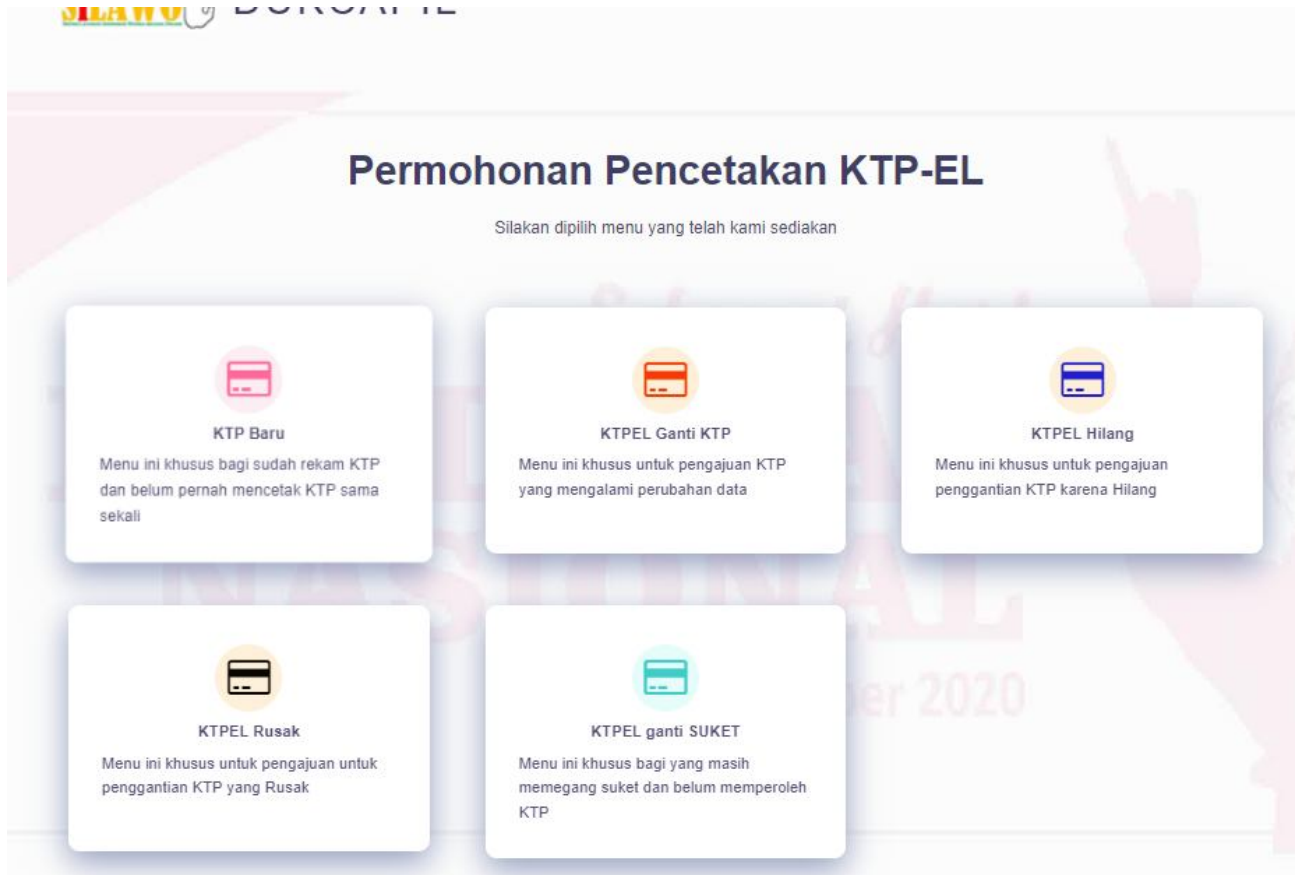 SILAWO DUKCAPIL
Permohonan Pencetakan KTP-EL
Silakan dipilih menu yang telah kami sediakan
KTP Baru
Menu ini khusus bagi sudah rekam KTP
dan belum pernah mencetak KTP sama
sekali
KTPEL Ganti KTP
Menu ini khusus untuk pengajuan KTP
yang mengalami perubahan data
KTPEL Hilang
Menu ini khusus untuk pengajuan
penggantian KTP karena Hilang
KTPEL Rusak
Menu ini khusus untuk pengajuan untuk
penggantian KTP yang Rusak
KTPEL ganti SUKET
Menu ini khusus bagi yang masih
memegang suket dan belum memperoleh
KTP
NASIONAL
2020